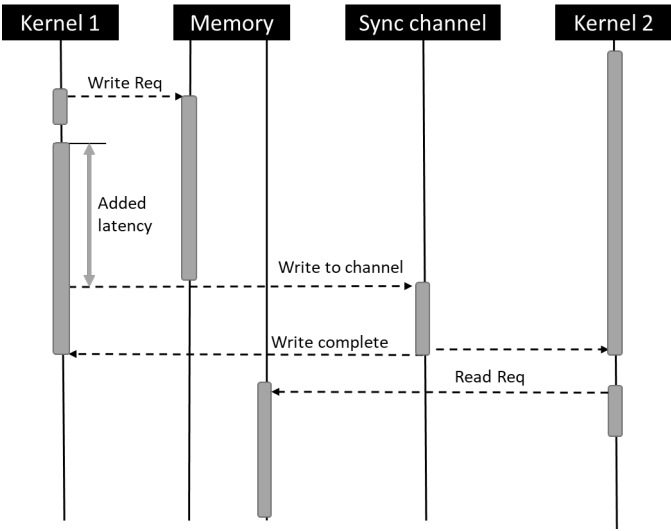 Kernel 1
Memory
Sync channel
Kernel 2
Write Req
Added
latency
Write to channel
Write complete
Read Req